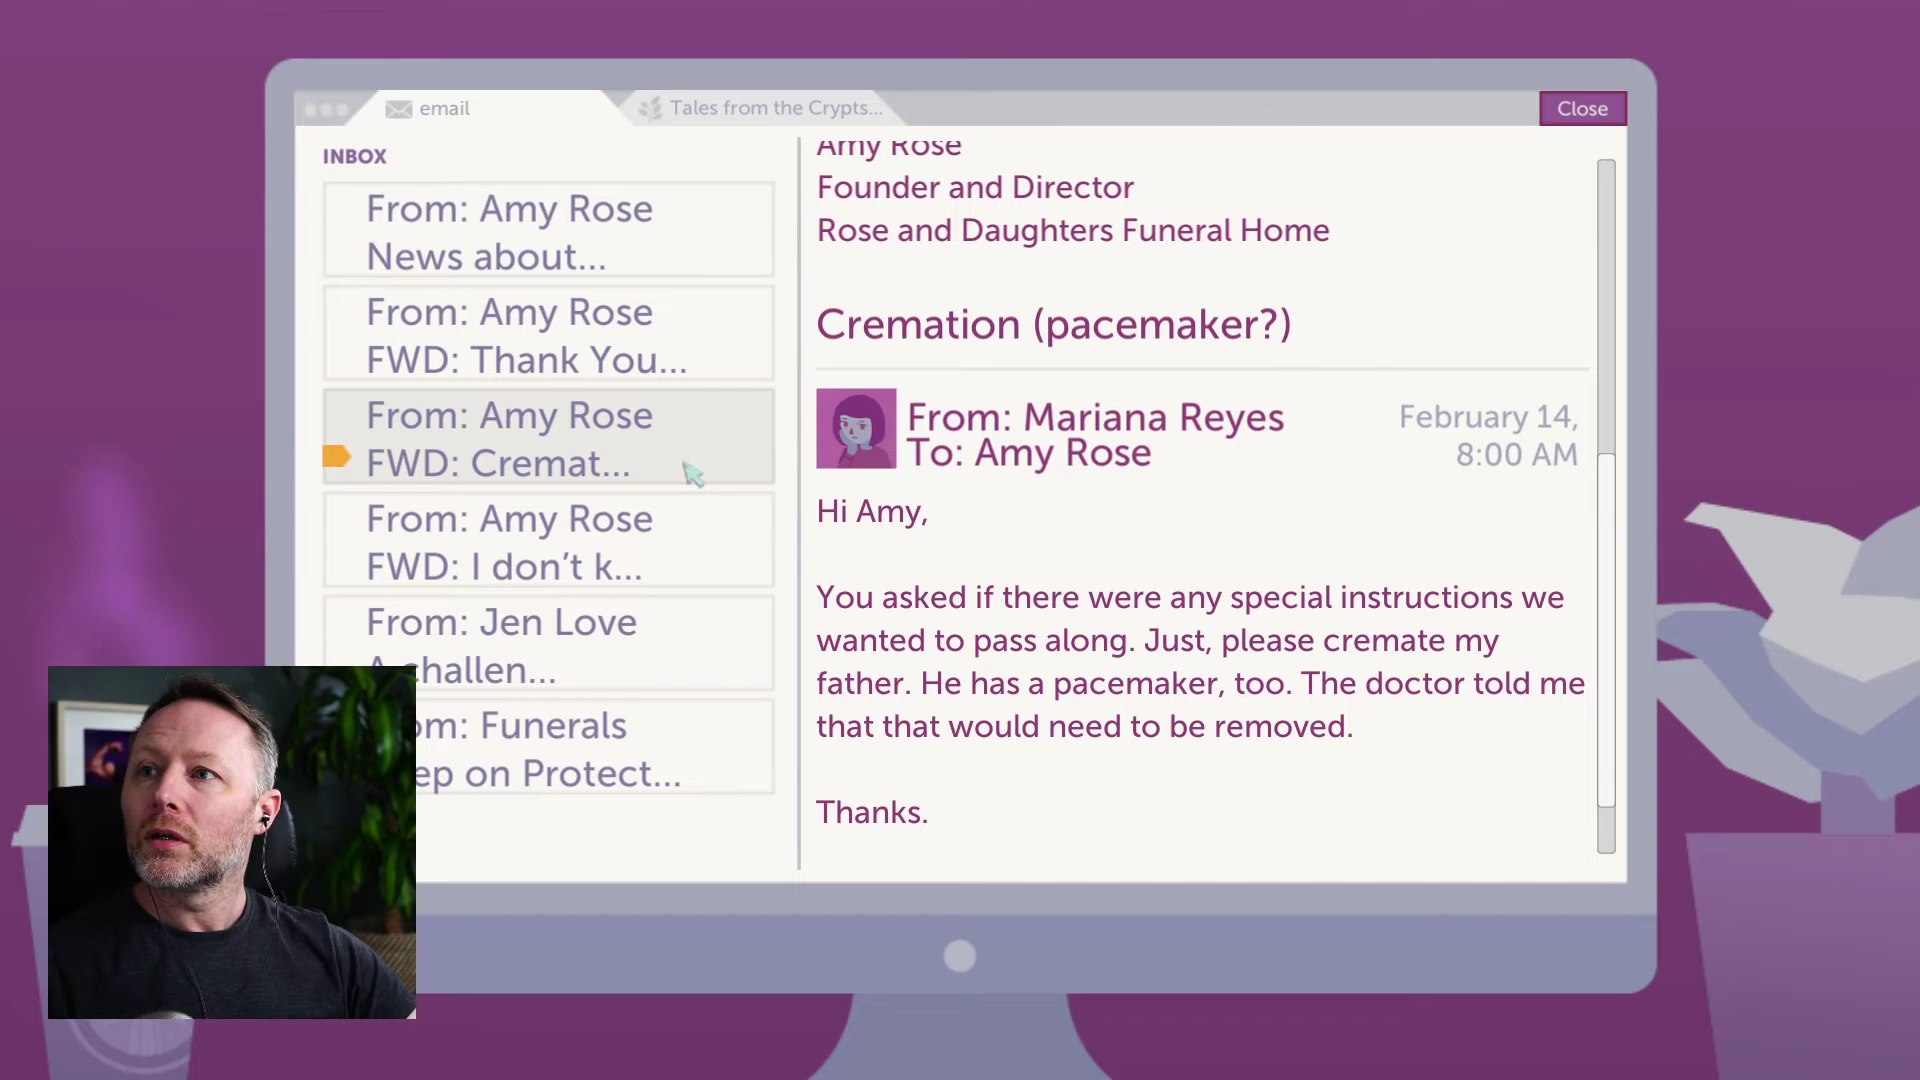 email
Tales from the Crypts...
Close
INBOX
From: Amy Rose
News about...
From: Amy Rose
FWD: Thank You...
From: Amy Rose
FWD: Cremat...
From: Amy Rose
FWD: I don’t k...
From: Jen Love
A challen...
om: Funerals
ep on Protect...
Amy Rose
Founder and Director
Rose and Daughters Funeral Home
Cremation (pacemaker?)
From: Mariana Reyes
To: Amy Rose
February 14,
8:00 AM
Hi Amy,
You asked if there were any special instructions we
wanted to pass along. Just, please cremate my
father. He has a pacemaker, too. The doctor told me
that that would need to be removed.
Thanks.